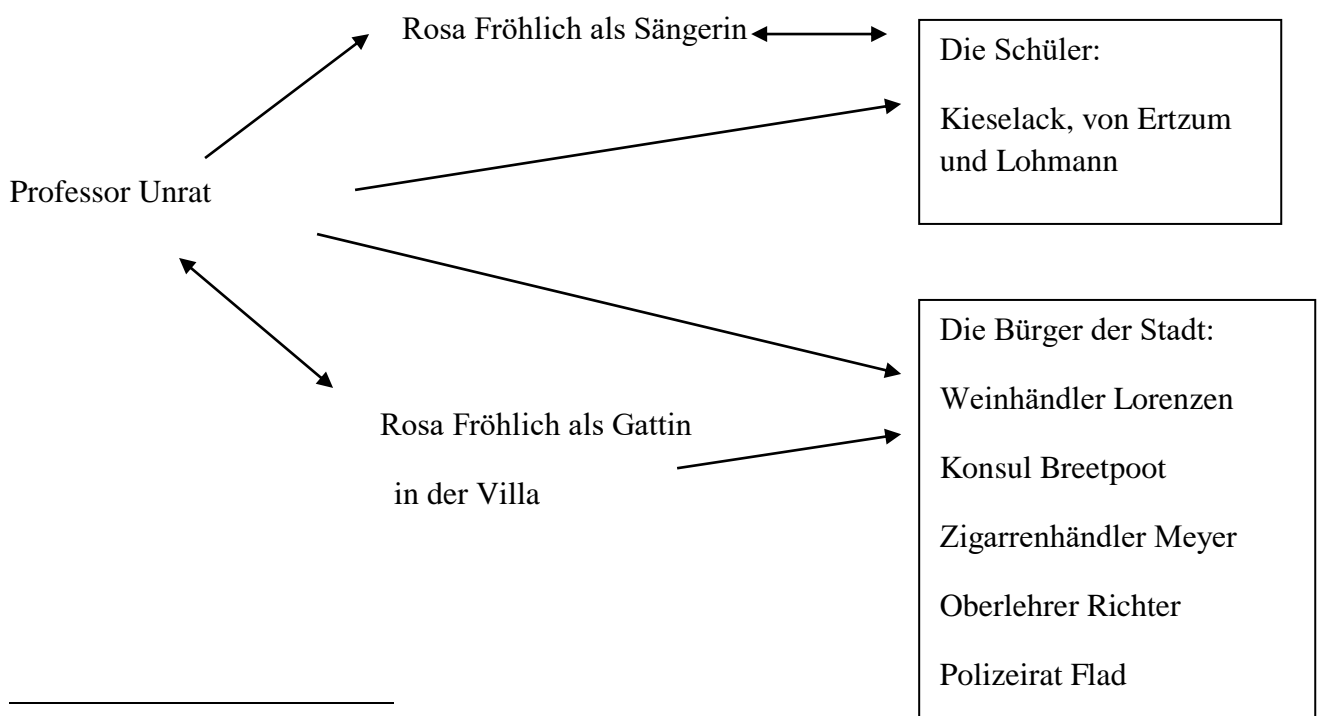 Rosa Fröhlich als Sängerin
Die Schüler:
Kieselack, von Ertzum
und Lohmann
Professor Unrat
Die Bürger der Stadt:
Weinhändler Lorenzen
Rosa Fröhlich als Gattin
in der Villa
Konsul Breetpoot
Zigarrenhändler Meyer
Oberlehrer Richter
Polizeirat Flad